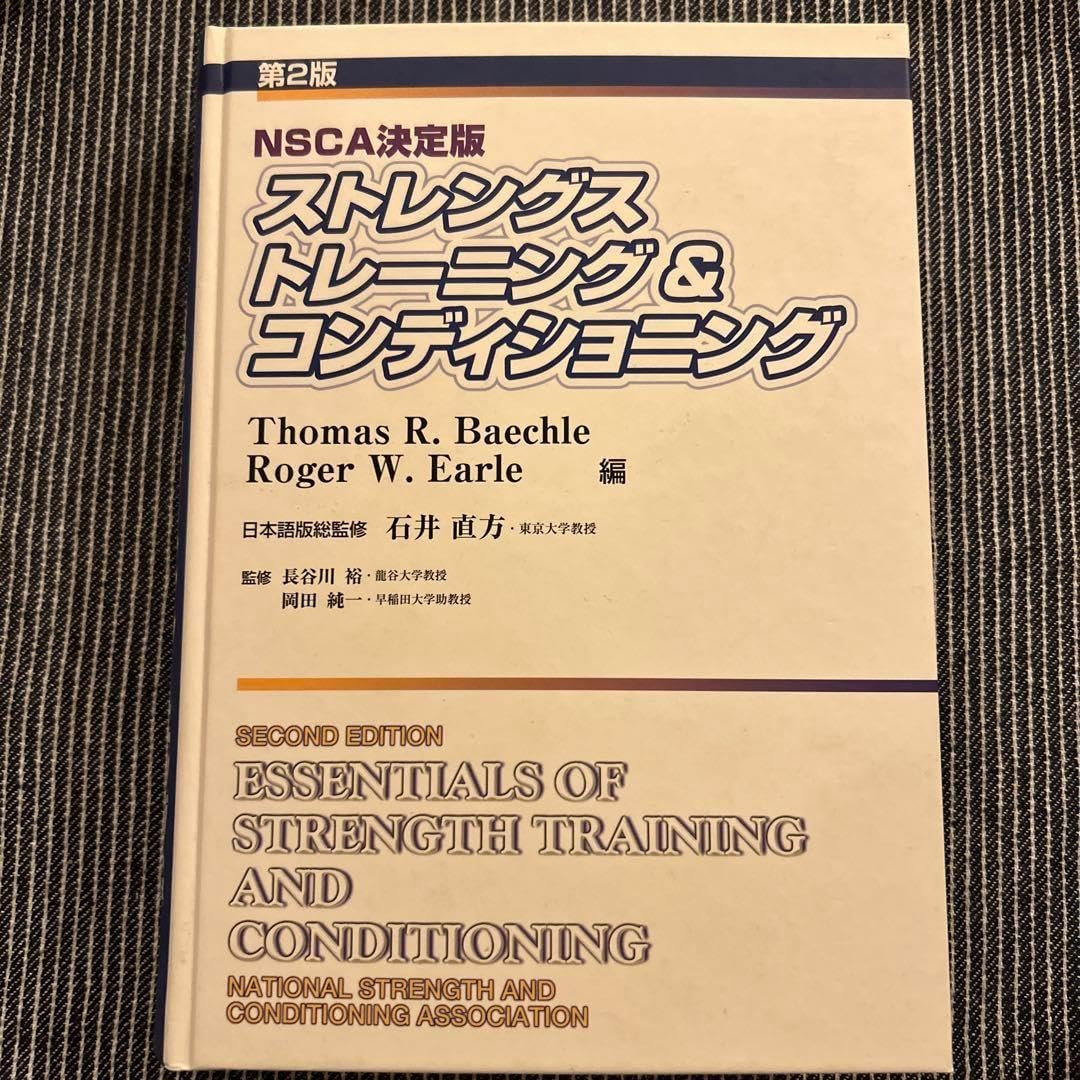 第2版
NSCA決定版
ストレングス
トレーニング&
コンディショニング
Thomas R. Baechle
Roger W. Earle 編
日本語版総監修 石井 直方・東京大学教授
監修 長谷川 裕・龍谷大学教授
岡田 純一・早稲田大学助教授
SECOND EDITION
ESSENTIALS OF
STRENGTH TRAINING
AND
CONDITIONING
NATIONAL STRENGTH AND
CONDITIONING ASSOCIATION